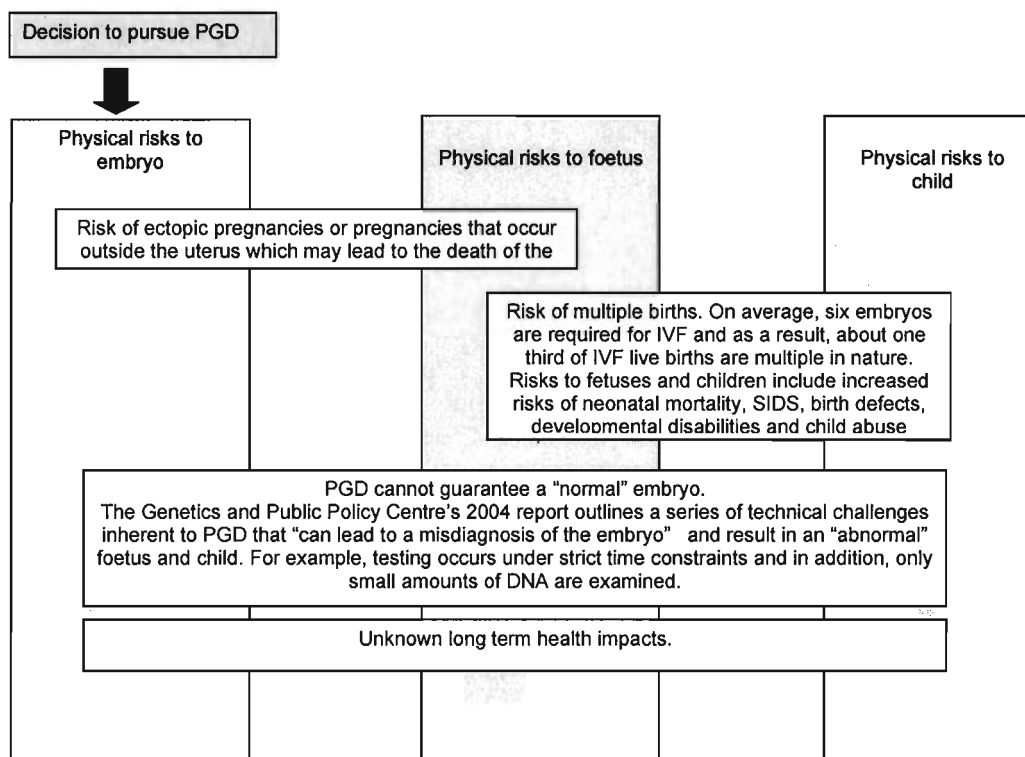 Decision to pursue PGD
Physical risks to
embryo
Physical risks to foetus
Physical risks to
child
Risk of ectopic pregnancies or pregnancies that occur
outside the uterus which may lead to the death of the
Risk of multiple births. On average, six embryos
are required for IVF and as a result, about one
third of IVF live births are multiple in nature.
Risks to fetuses and children include increased
risks of neonatal mortality, SIDS, birth defects,
developmental disabilities and child abuse
PGD cannot guarantee a “normal” embryo.
The Genetics and Public Policy Centre’s 2004 report outlines a series of technical challenges
inherent to PGD that “can lead to a misdiagnosis of the embryo” and result in an “abnormal”
foetus and child. For example, testing occurs under strict time constraints and in addition, only
small amounts of DNA are examined.
Unknown long term health impacts.